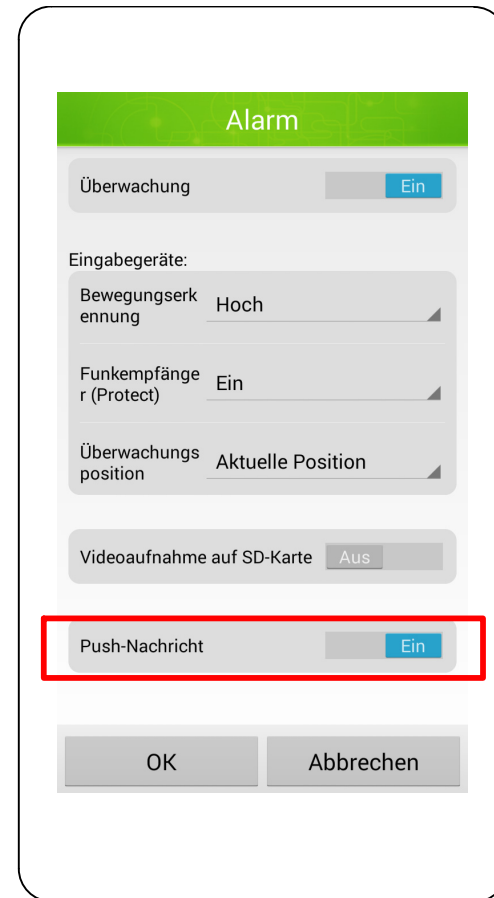 Alarm
Überwachung
Ein
Eingabegeräte:
Bewegungserk
ennung
Hoch
Funkempfänge
r (Protect)
Ein
Überwachungs
position
Aktuelle Position
Videoaufnahme auf SD-Karte
Aus
Push-Nachricht
Ein
OK
Abbrechen